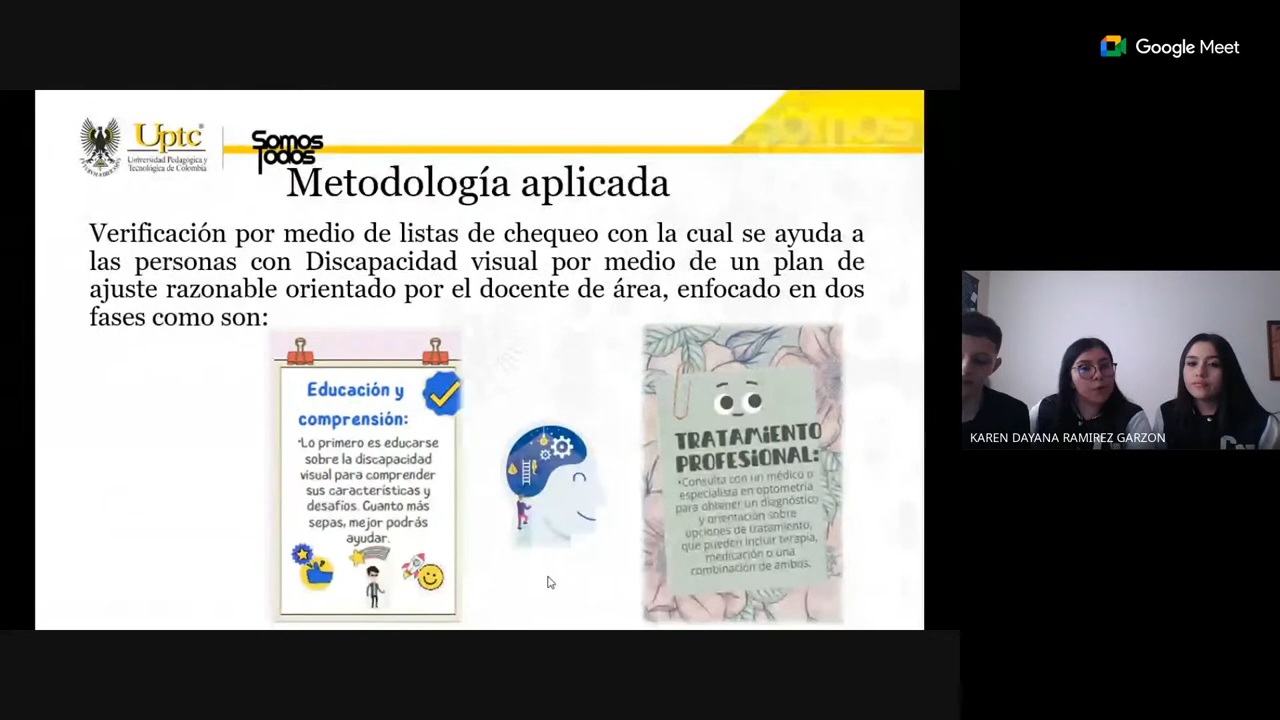 Google Meet
Uptc
Universidad Pedagógica y
Tecnológica de Colombia
Somos
Todos
somos
Metodología aplicada
Verificación por medio de listas de chequeo con la cual se ayuda a
las personas con Discapacidad visual por medio de un plan de
ajuste razonable orientado por el docente de área, enfocado en dos
fases como son:
Educación y
comprensión:
•Lo primero es educarse
sobre la discapacidad
visual para comprender
sus características y
desafíos. Cuanto más
sepas, mejor podrás
ayudar.
TRATAMIENTO
PROFESIONAL:
•Consulta con un médico o
especialista en optometría
para obtener un diagnóstico
y orientación sobre
opciones de tratamiento,
que pueden incluir terapia,
medicación o una
combinación de ambos.
KAREN DAYANA RAMIREZ GARZON